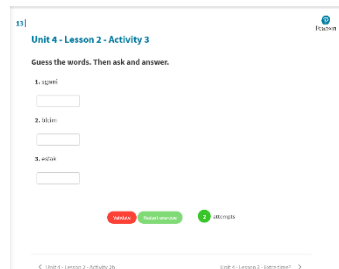 13|
Pearson
Unit 4 - Lesson 2 - Activity 3
Guess the words. Then ask and answer.
1.
2.
3.
Validate
2 attempts
Unit 4 - Lesson 2 - Activity 2b
Unit 4 - Lesson 2 -